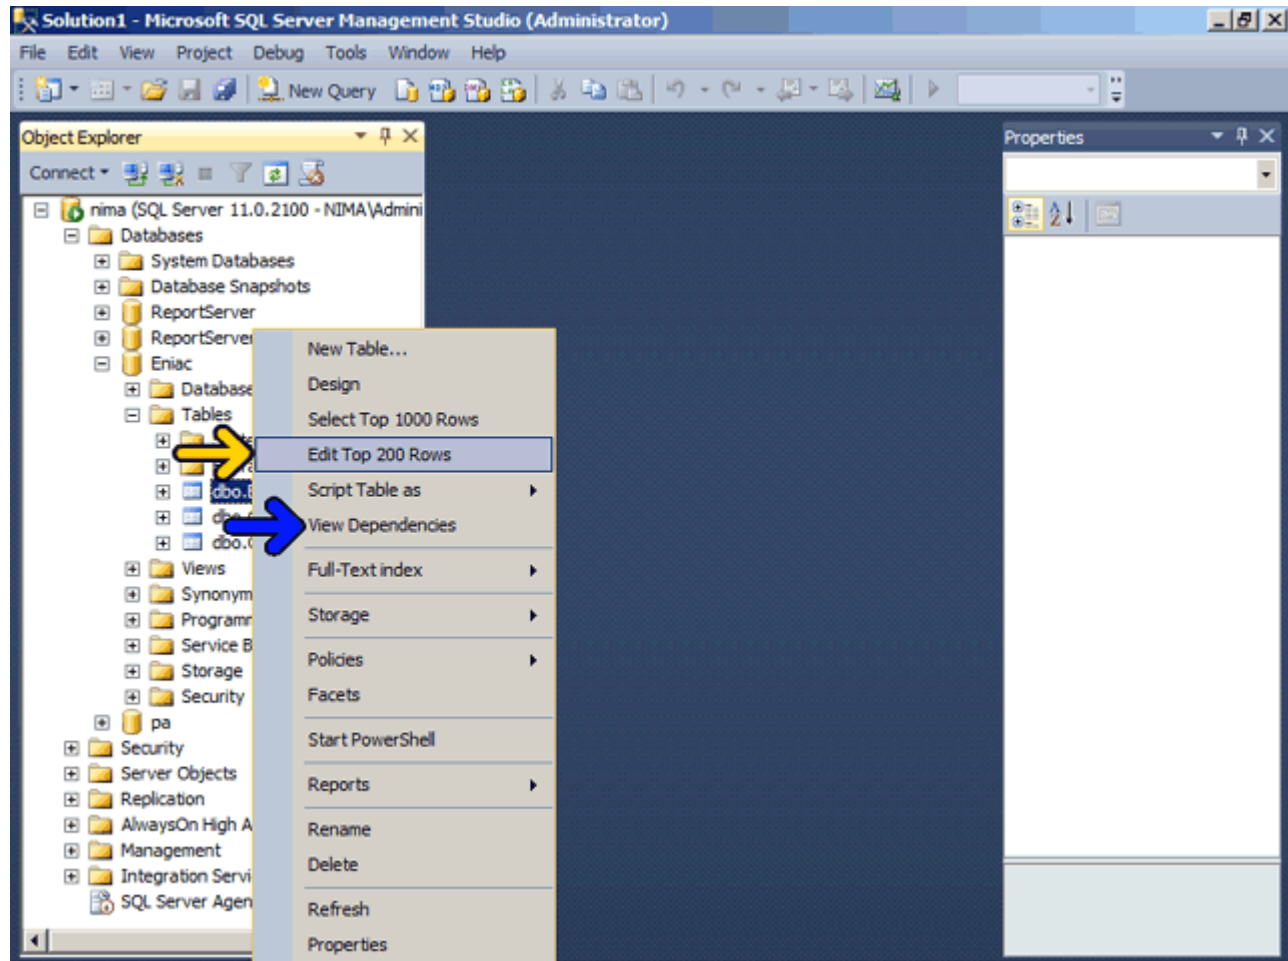 Solution1 - Microsoft SQL Server Management Studio (Administrator)
File Edit View Project Debug Tools Window Help
New Query
Object Explorer
Connect
nima (SQL Server 11.0.2100 - NIMA\Admini
Databases
System Databases
Database Snapshots
ReportServer
ReportServer
Eniac
Database
Tables
dbo.
dbo.
dbo.
Views
Synonym
Programm
Service B
Storage
Security
pa
Security
Server Objects
Replication
AlwaysOn High A
Management
Integration Servi
SQL Server Agen
New Table...
Design
Select Top 1000 Rows
Edit Top 200 Rows
Script Table as
View Dependencies
Full-Text index
Storage
Policies
Facets
Start PowerShell
Reports
Rename
Delete
Refresh
Properties
Properties